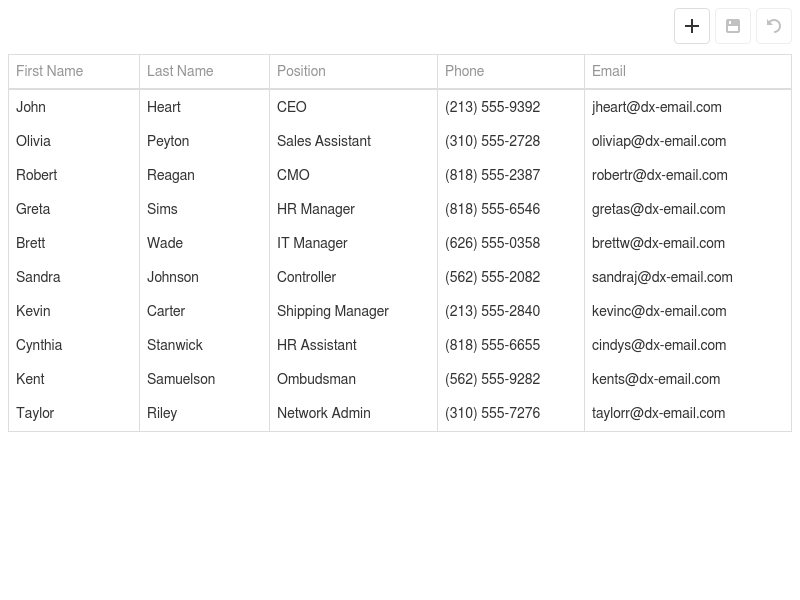 First Name Last Name Position Phone Email
John Heart CEO (213) 555-9392 jheart@dx-email.com
Olivia Peyton Sales Assistant (310) 555-2728 oliviap@dx-email.com
Robert Reagan CMO (818) 555-2387 robertr@dx-email.com
Greta Sims HR Manager (818) 555-6546 gretas@dx-email.com
Brett Wade IT Manager (626) 555-0358 brettw@dx-email.com
Sandra Johnson Controller (562) 555-2082 sandraj@dx-email.com
Kevin Carter Shipping Manager (213) 555-2840 kevinc@dx-email.com
Cynthia Stanwick HR Assistant (818) 555-6655 cindys@dx-email.com
Kent Samuelson Ombudsman (562) 555-9282 kents@dx-email.com
Taylor Riley Network Admin (310) 555-7276 taylorr@dx-email.com